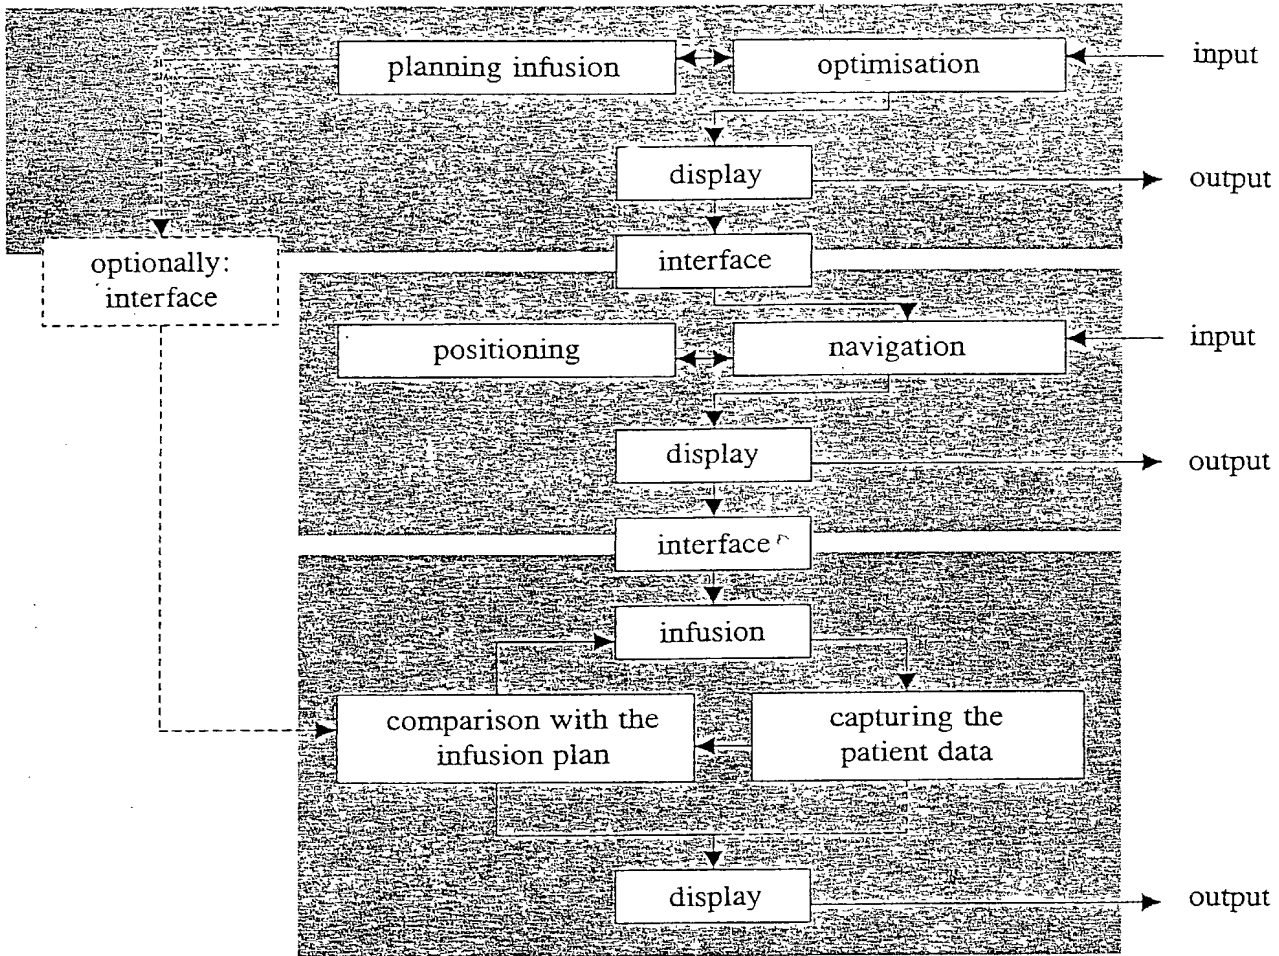 planning infusion
optimisation
input
display
output
interface
optionally:
interface
positioning
navigation
input
display
output
interface
infusion
comparison with the
infusion plan
capturing the
patient data
display
output